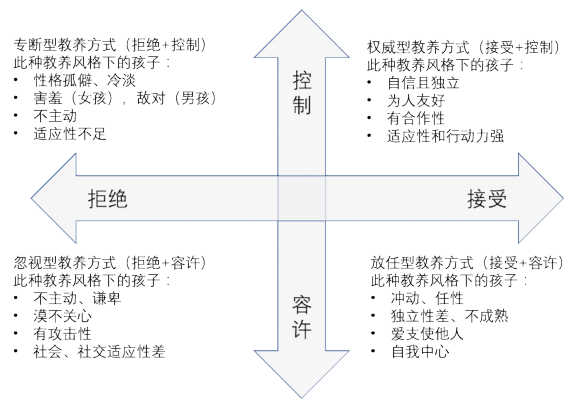 专断型教养方式（拒绝+控制）
此种教养风格下的孩子：
• 性格孤僻、冷淡
• 害羞（女孩），敌对（男孩）
• 不主动
• 适应性不足
控
制
权威型教养方式（接受+控制）
此种教养风格下的孩子：
• 自信且独立
• 为人友好
• 有合作性
• 适应性和行动力强
拒绝
接受
忽视型教养方式（拒绝+容许）
此种教养风格下的孩子：
• 不主动、谦卑
• 漠不关心
• 有攻击性
• 社会、社交适应性差
容
许
放任型教养方式（接受+容许）
此种教养风格下的孩子：
• 冲动、任性
• 独立性差、不成熟
• 爱支使他人
• 自我中心